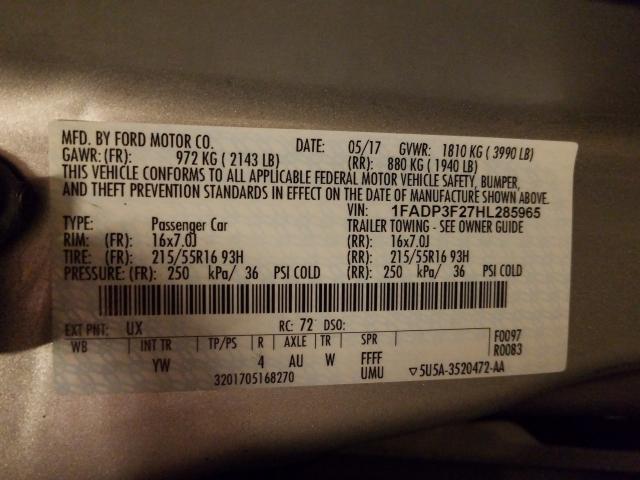 MFD. BY FORD MOTOR CO. DATE: 05/17 GVWR: 1810 KG ( 3990 LB)
GAWR: (FR): 972 KG ( 2143 LB) (RR): 880 KG ( 1940 LB)
THIS VEHICLE CONFORMS TO ALL APPLICABLE FEDERAL MOTOR VEHICLE SAFETY, BUMPER,
AND THEFT PREVENTION STANDARDS IN EFFECT ON THE DATE OF MANUFACTURE SHOWN ABOVE.
VIN: 1FADP3F27HL285965
TYPE: Passenger Car TRAILER TOWING - SEE OWNER GUIDE
RIM: (FR): 16x7.0J (RR): 16x7.0J
TIRE: (FR): 215/55R16 93H (RR): 215/55R16 93H
PRESSURE: (FR): 250 kPa/ 36 PSI COLD (RR): 250 kPa/ 36 PSI COLD
EXT PNT: UX RC: 72 DSO:
WB INT TR TP/PS R AXLE TR SPR F0097
YW 4 AU W FFFF R0083
3201705168270 UMU ▽5U5A-3520472-AA